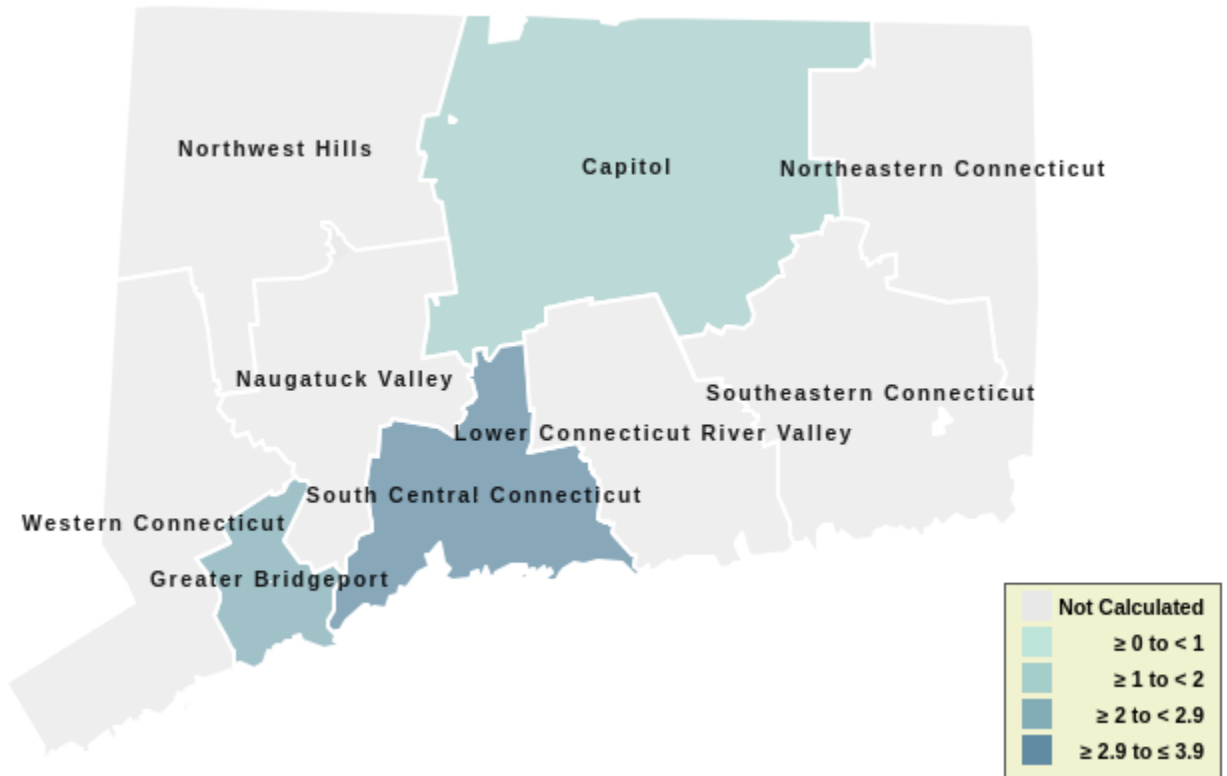 Northwest Hills
Capitol
Northeastern Connecticut
Naugatuck Valley
Southeastern Connecticut
Lower Connecticut River Valley
South Central Connecticut
Western Connecticut
Greater Bridgeport
Not Calculated
≥ 0 to < 1
≥ 1 to < 2
≥ 2 to < 2.9
≥ 2.9 to ≤ 3.9